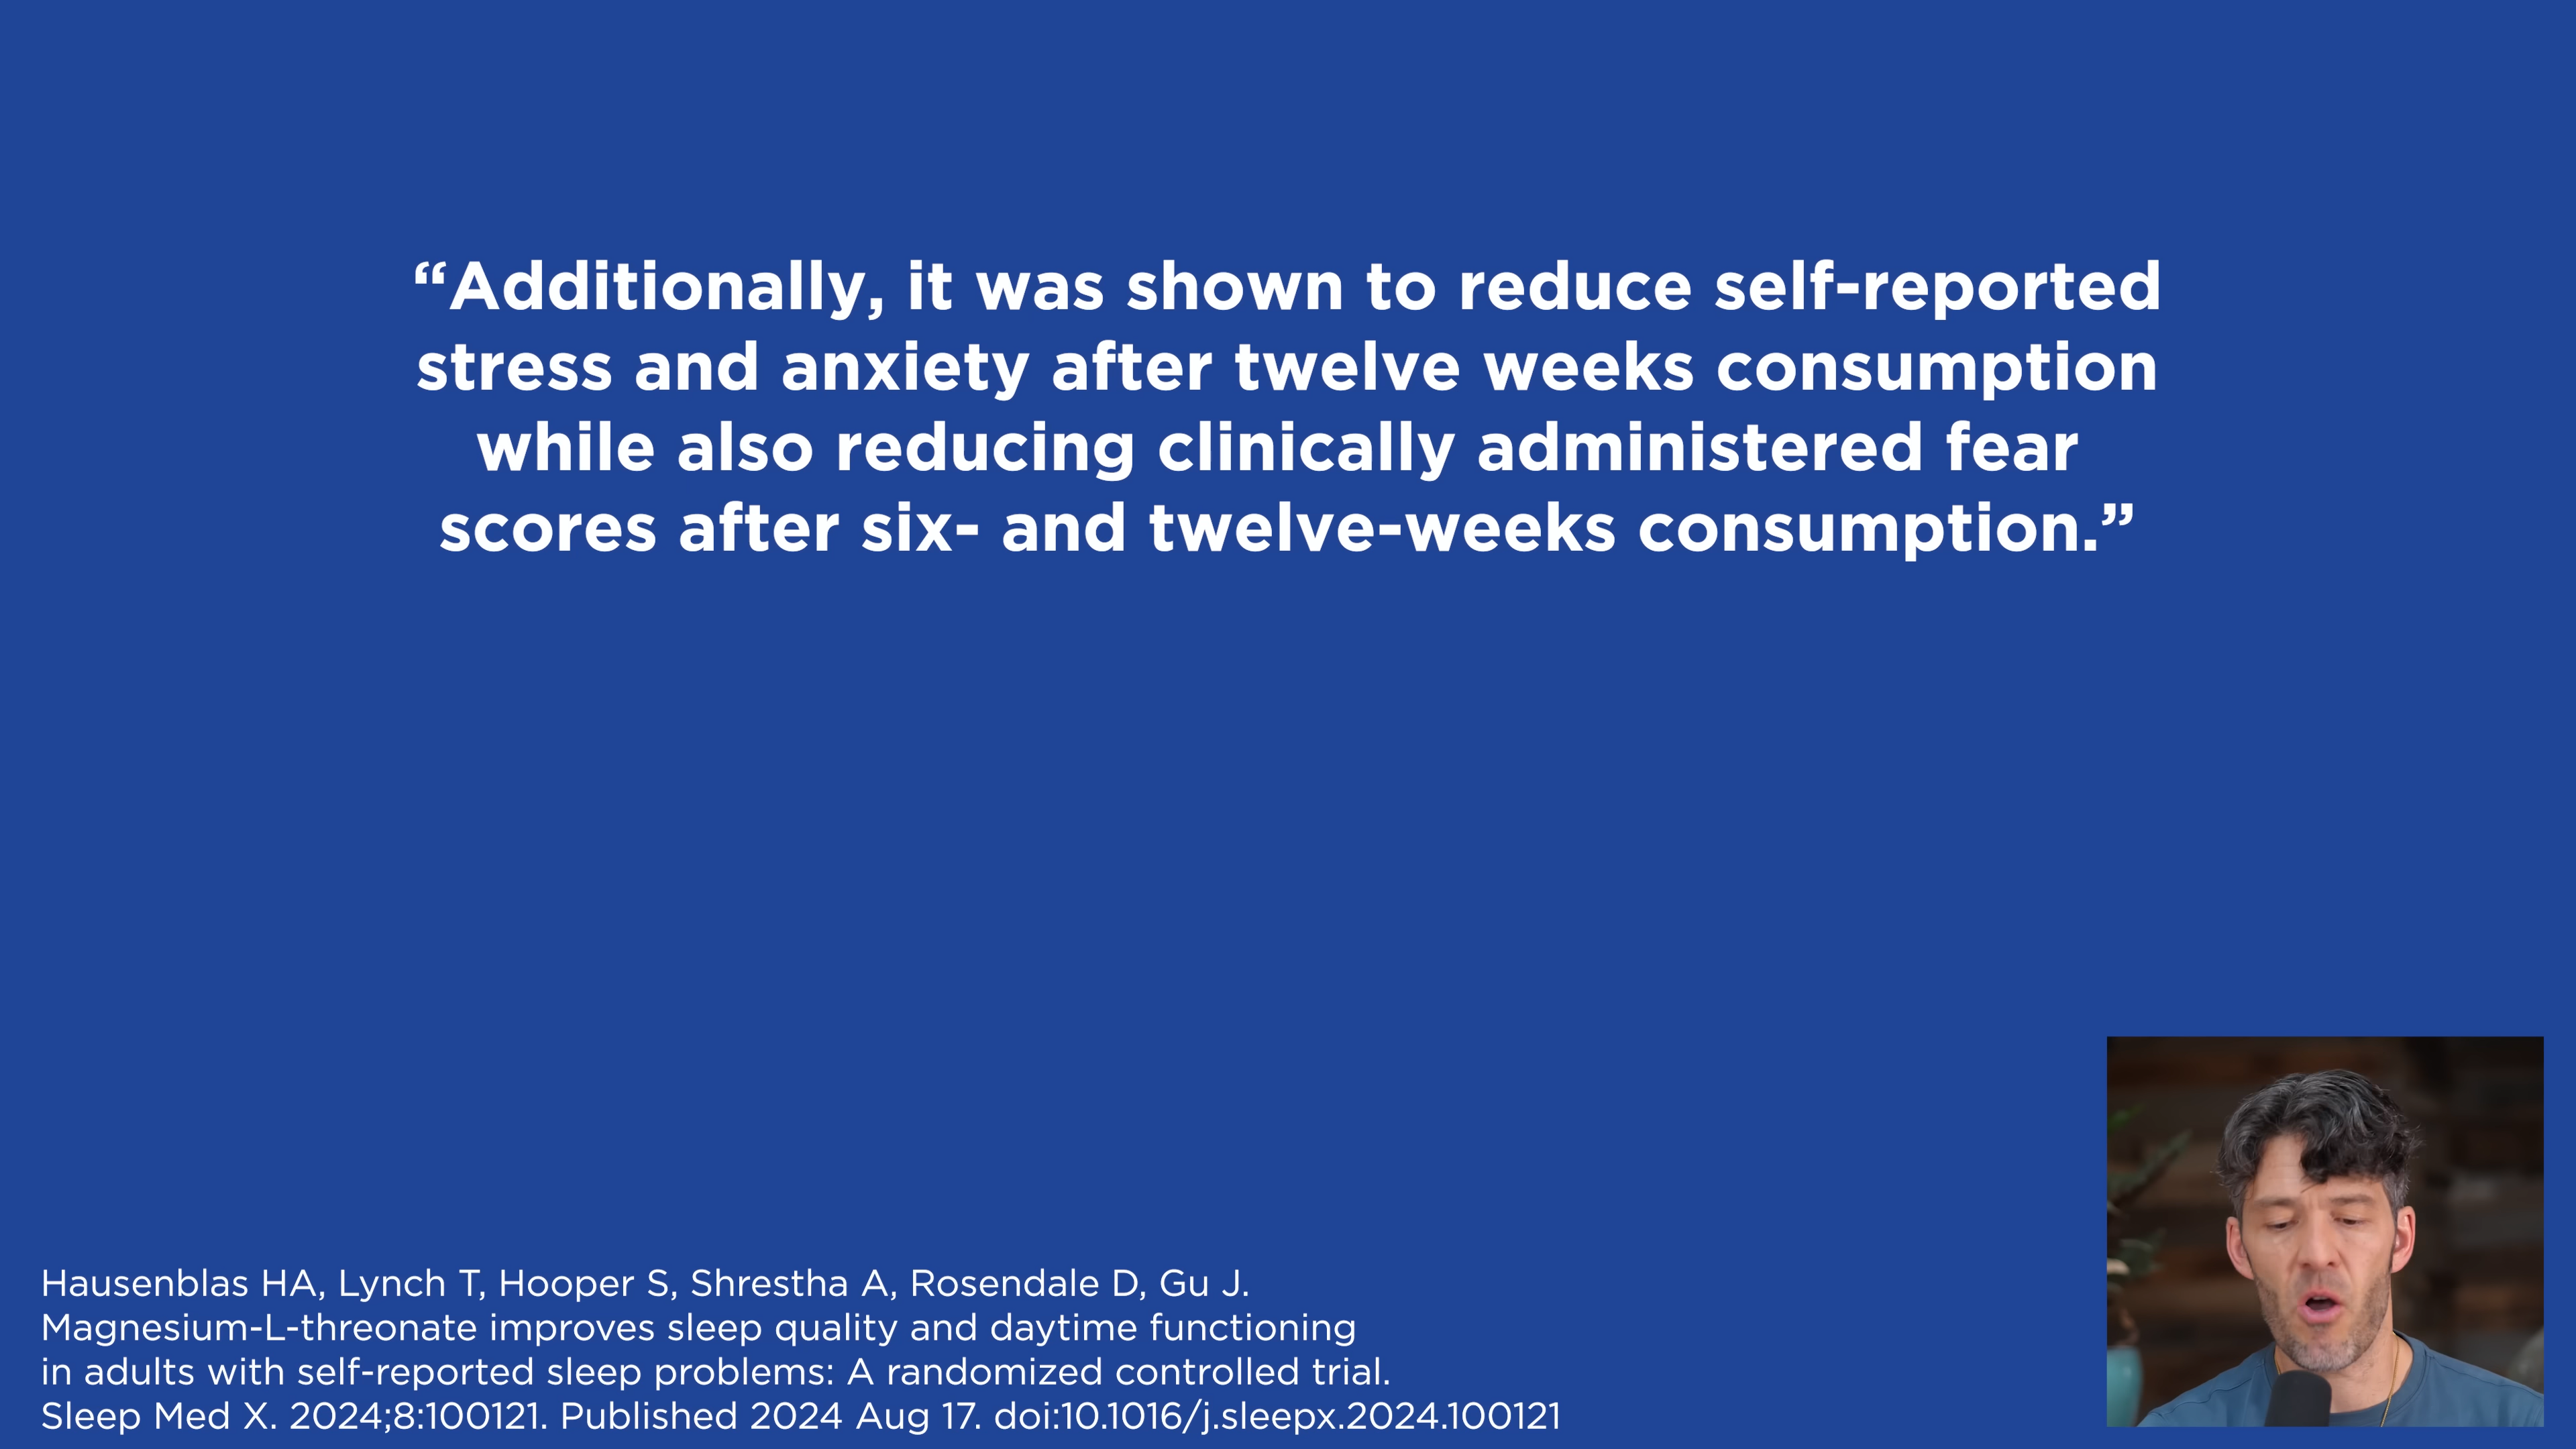 “Additionally, it was shown to reduce self-reported
stress and anxiety after twelve weeks consumption
while also reducing clinically administered fear
scores after six- and twelve-weeks consumption.”
Hausenblas HA, Lynch T, Hooper S, Shrestha A, Rosendale D, Gu J.
Magnesium-L-threonate improves sleep quality and daytime functioning
in adults with self-reported sleep problems: A randomized controlled trial.
Sleep Med X. 2024;8:100121. Published 2024 Aug 17. doi:10.1016/j.sleepx.2024.100121